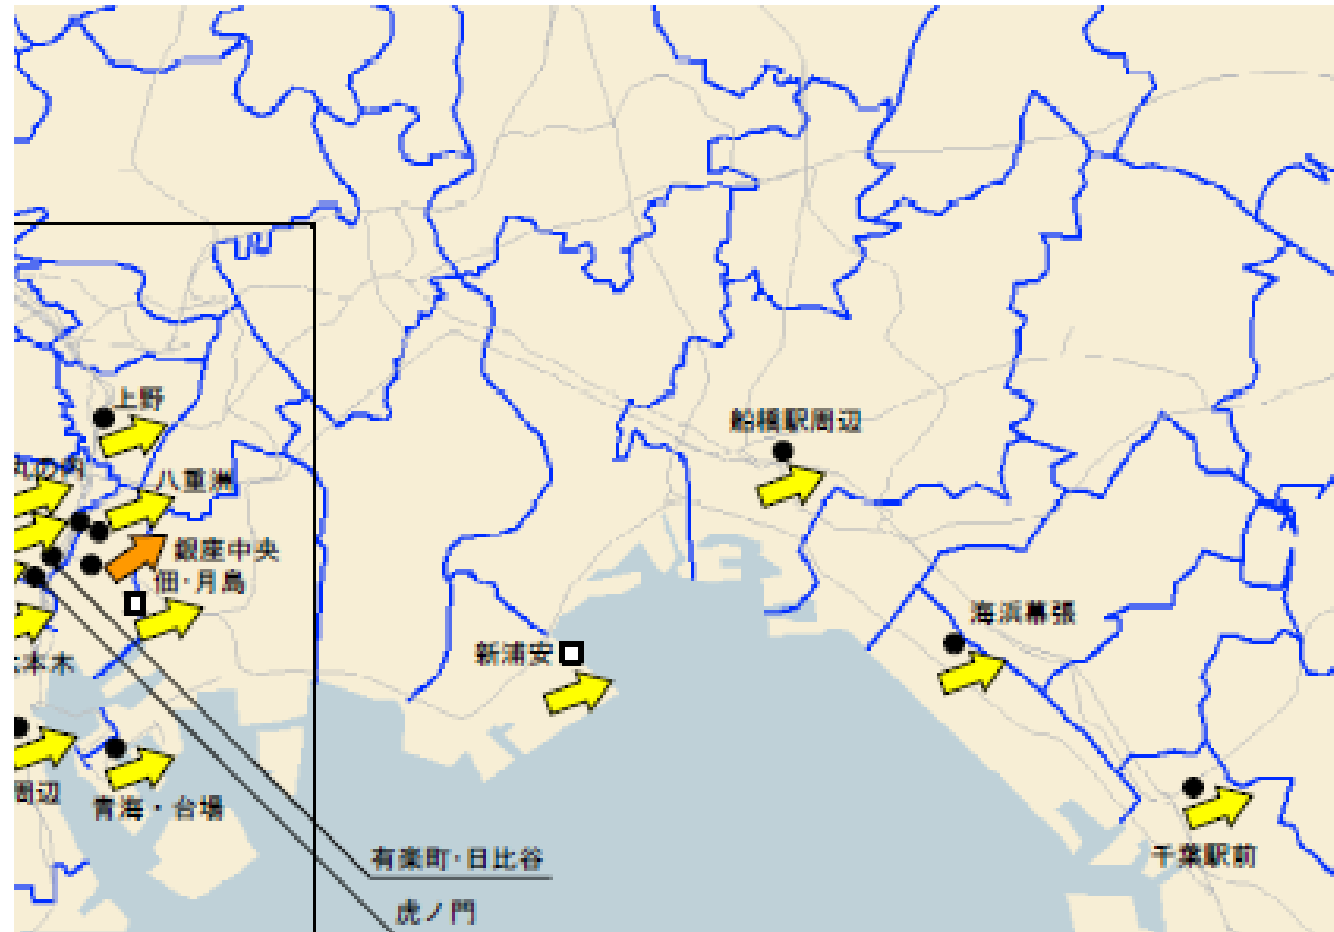 上野
船橋駅周辺
丸の内
八重洲
銀座中央
佃・月島
海浜幕張
新浦安
六本木
周辺
青海・台場
有楽町・日比谷
千葉駅前
虎ノ門